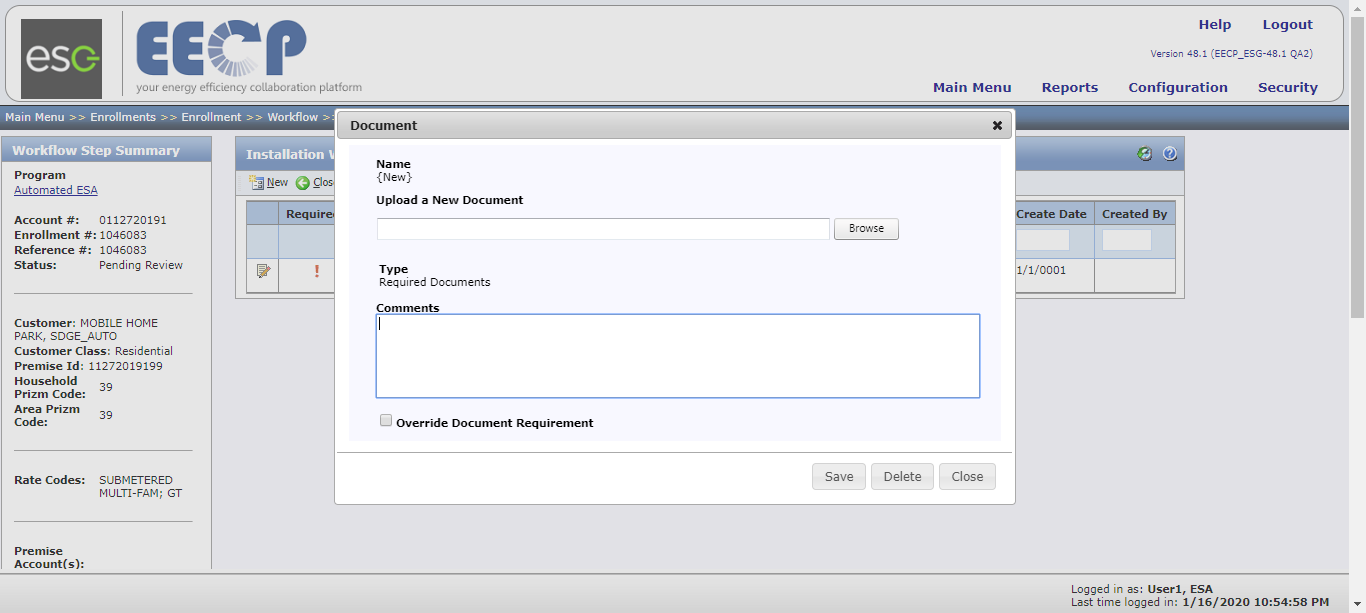 esc
EECP
your energy efficiency collaboration platform
Help Logout
Version 48.1 (EECP_ESG-48.1 QA2)
Main Menu Reports Configuration Security
Main Menu >> Enrollments >> Enrollment >> Workflow >>
Workflow Step Summary
Program
Automated ESA
Account #: 0112720191
Enrollment #: 1046083
Reference #: 1046083
Status: Pending Review
Customer: MOBILE HOME
PARK, SDGE_AUTO
Customer Class: Residential
Premise Id: 11272019199
Household
Prizm Code: 39
Area Prizm
Code: 39
Rate Codes: SUBMETERED
MULTI-FAM; GT
Premise
Account(s):
Installation W
New Close
Required
!
Create Date Created By
1/1/0001
Document
Name
{New}
Upload a New Document
Browse
Type
Required Documents
Comments
Override Document Requirement
Save Delete Close
Logged in as: User1, ESA
Last time logged in: 1/16/2020 10:54:58 PM